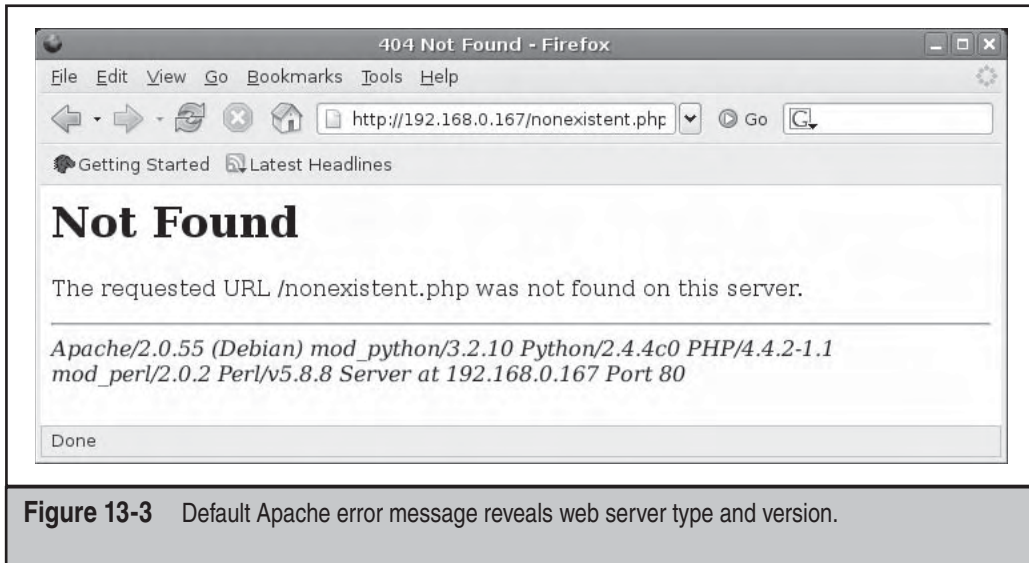 404 Not Found - Firefox
File Edit View Go Bookmarks Tools Help
http://192.168.0.167/nonexistent.php Go G
Getting Started Latest Headlines
Not Found
The requested URL /nonexistent.php was not found on this server.
Apache/2.0.55 (Debian) mod_python/3.2.10 Python/2.4.4c0 PHP/4.4.2-1.1
mod_perl/2.0.2 Perl/v5.8.8 Server at 192.168.0.167 Port 80
Done
Figure 13-3 Default Apache error message reveals web server type and version.